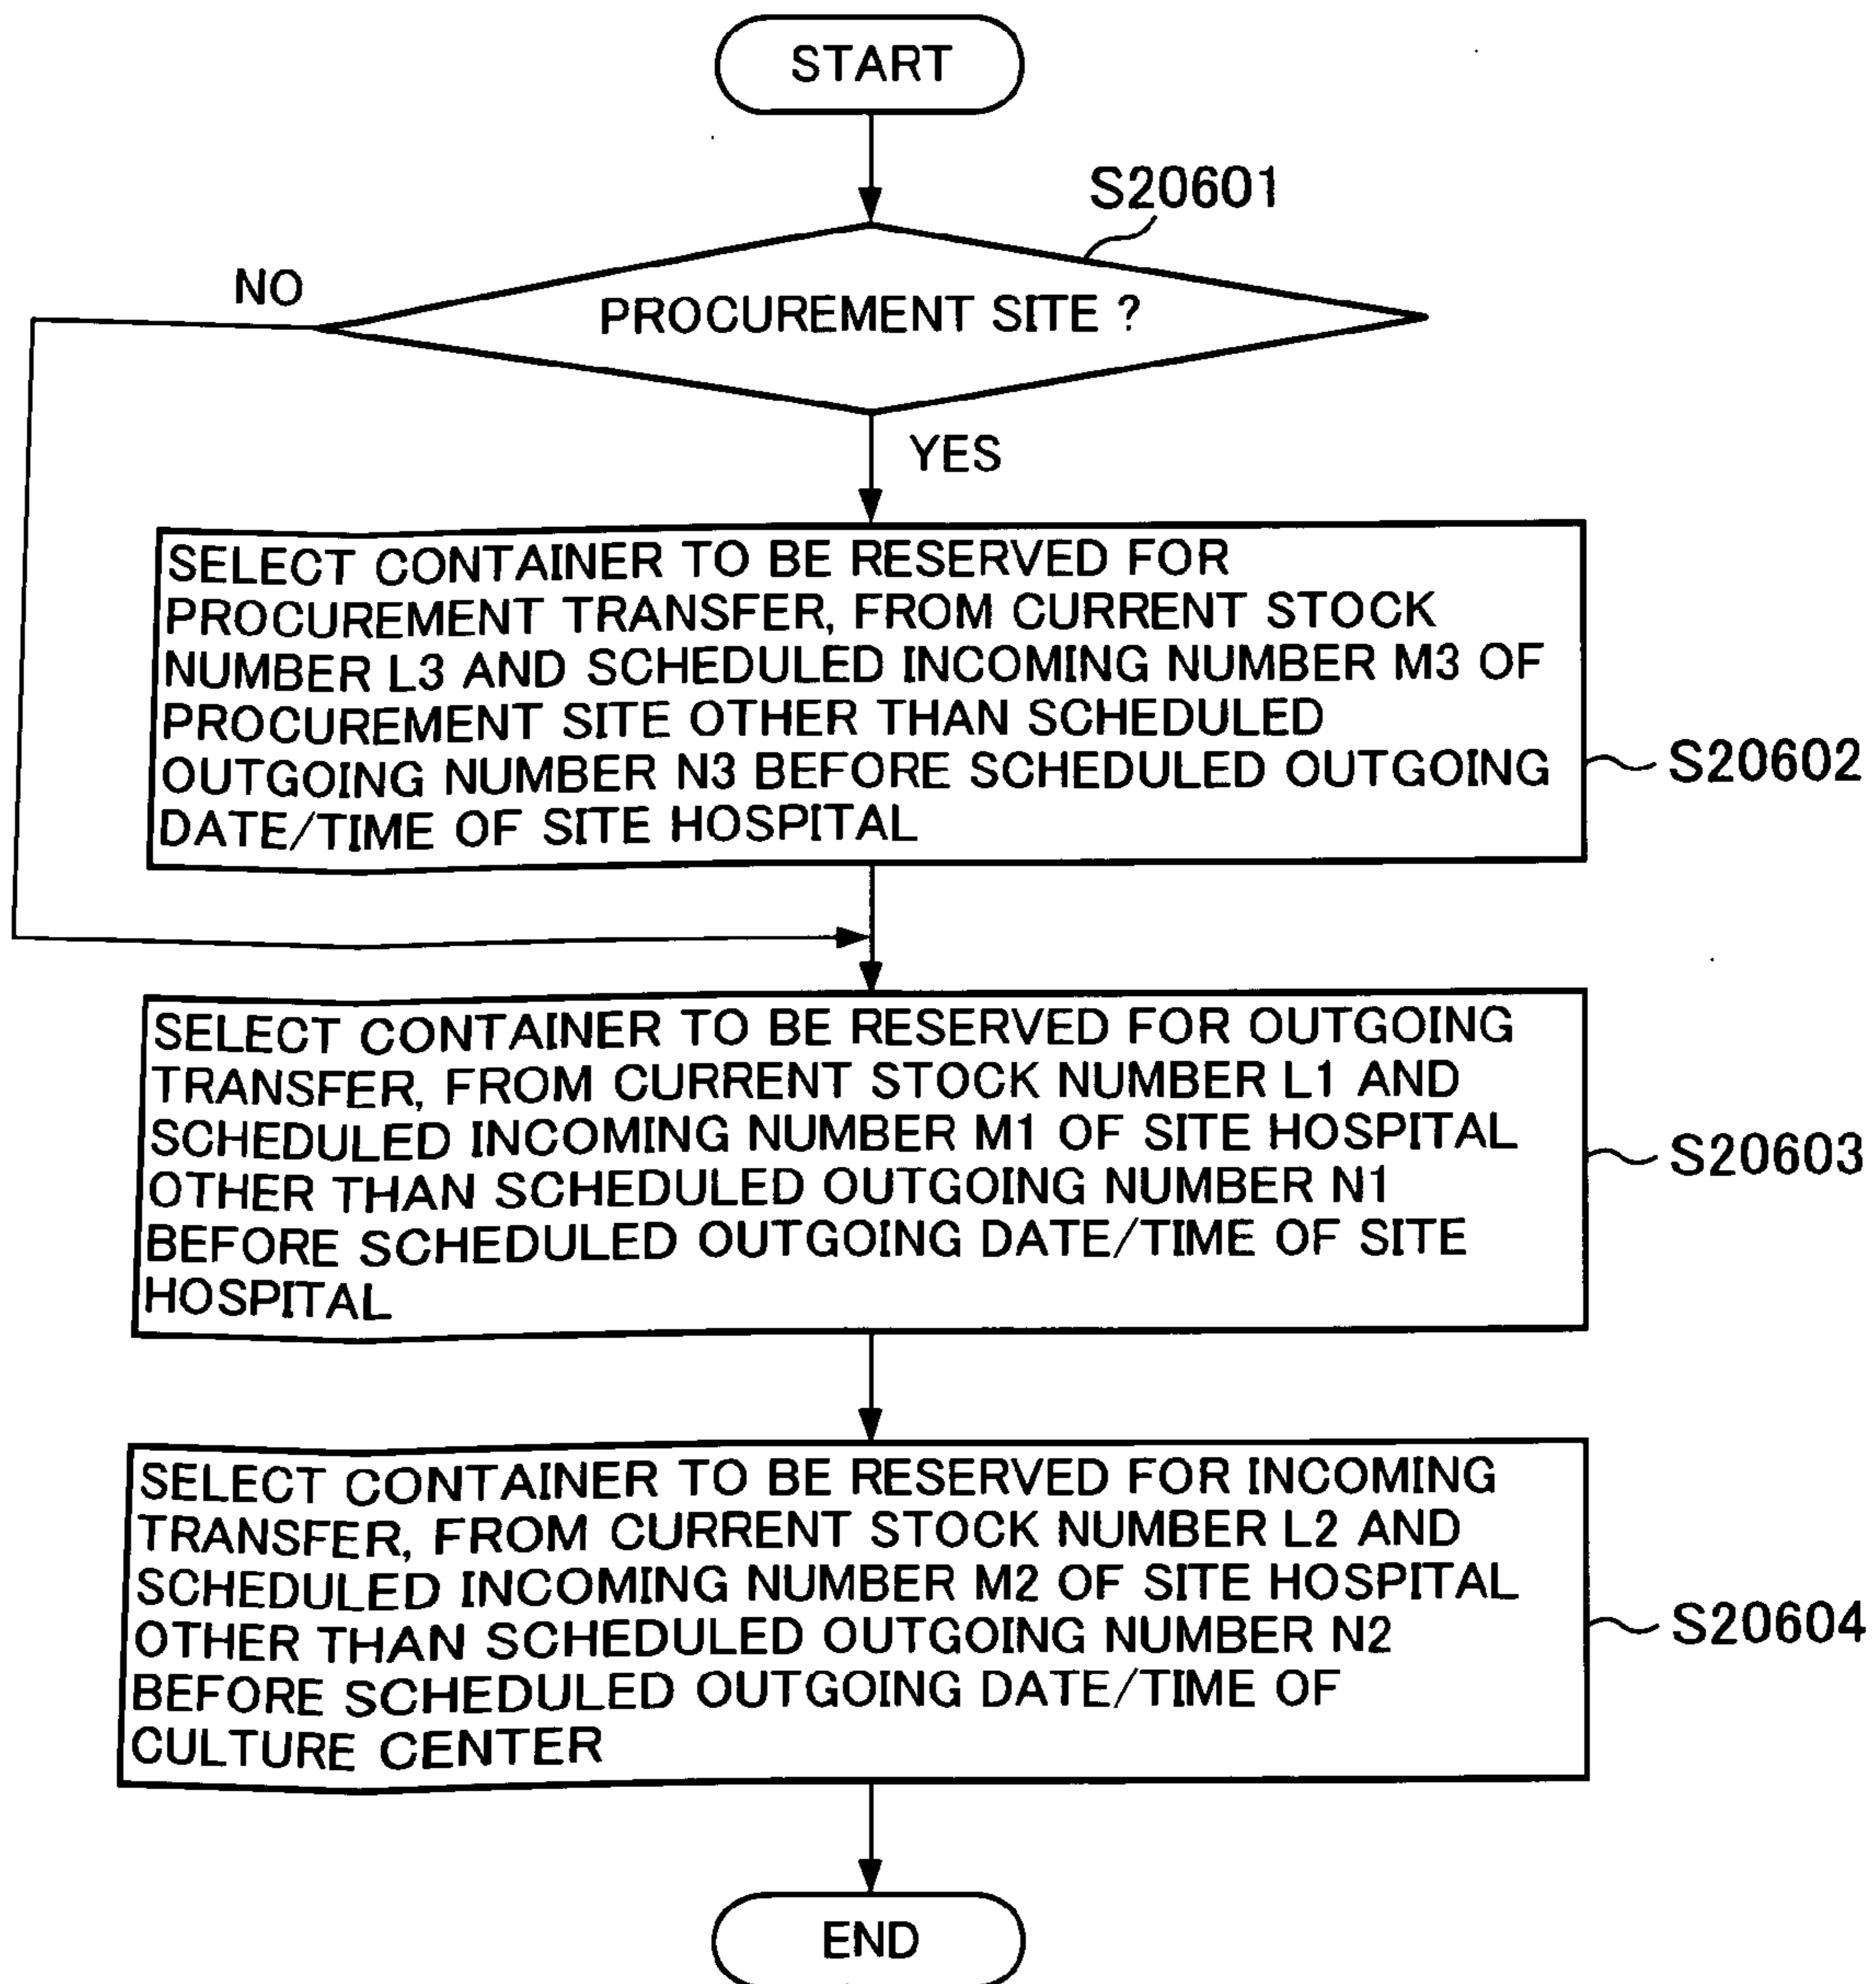 START
S20601
NO
PROCUREMENT SITE ?
YES
SELECT CONTAINER TO BE RESERVED FOR
PROCUREMENT TRANSFER, FROM CURRENT STOCK
NUMBER L3 AND SCHEDULED INCOMING NUMBER M3 OF
PROCUREMENT SITE OTHER THAN SCHEDULED
OUTGOING NUMBER N3 BEFORE SCHEDULED OUTGOING
DATE/TIME OF SITE HOSPITAL
S20602
SELECT CONTAINER TO BE RESERVED FOR OUTGOING
TRANSFER, FROM CURRENT STOCK NUMBER L1 AND
SCHEDULED INCOMING NUMBER M1 OF SITE HOSPITAL
OTHER THAN SCHEDULED OUTGOING NUMBER N1
BEFORE SCHEDULED OUTGOING DATE/TIME OF SITE
HOSPITAL
S20603
SELECT CONTAINER TO BE RESERVED FOR INCOMING
TRANSFER, FROM CURRENT STOCK NUMBER L2 AND
SCHEDULED INCOMING NUMBER M2 OF SITE HOSPITAL
OTHER THAN SCHEDULED OUTGOING NUMBER N2
BEFORE SCHEDULED OUTGOING DATE/TIME OF
CULTURE CENTER
S20604
END